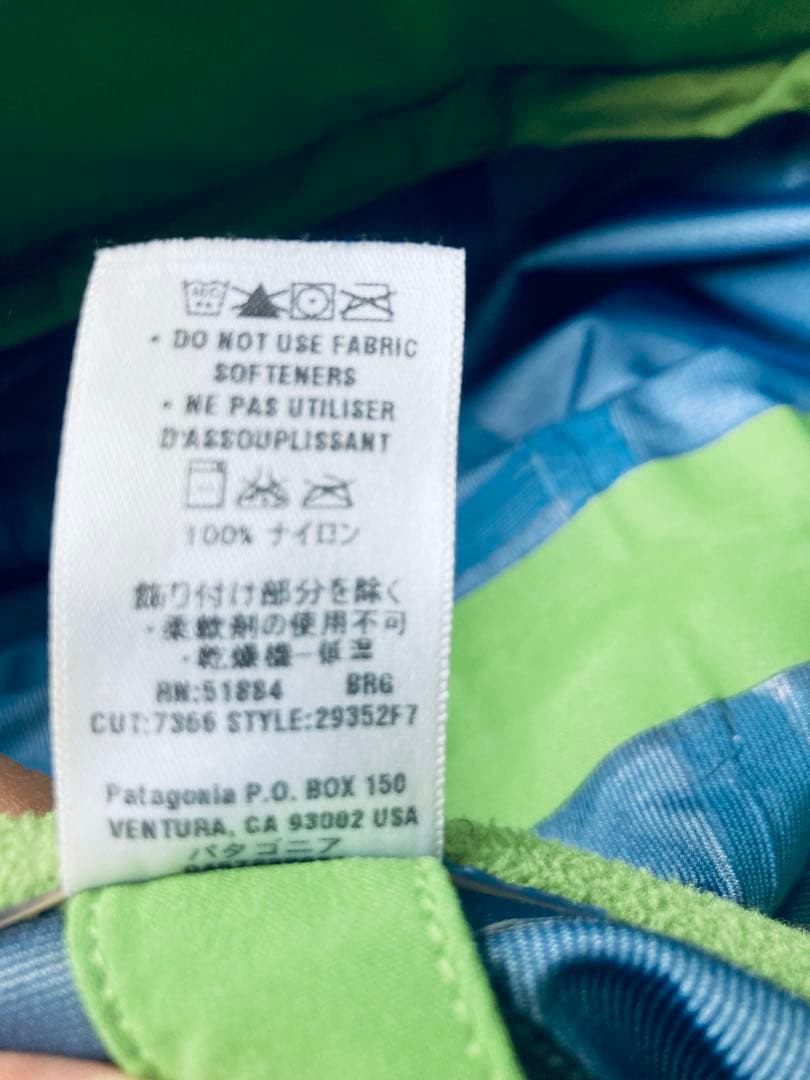 • DO NOT USE FABRIC
SOFTENERS
• NE PAS UTILISER
D'ASSOUPLISSANT
100% ナイロン
飾り付け部分を除く
・柔軟剤の使用不可
・乾燥機－低温
RN:51884 BRG
CUT:7366 STYLE:29352F7
Patagonia P.O. BOX 150
VENTURA, CA 93002 USA
パタゴニア